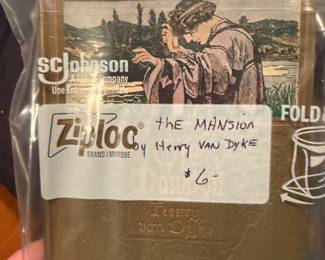 SC Johnson
A Family Company
Une Entreprise
Ziploc®
BRAND | MARQUE
the MANSION
by Henry VAN DYKE
$6-
FOLD
Mansion
Henry
van Dyke